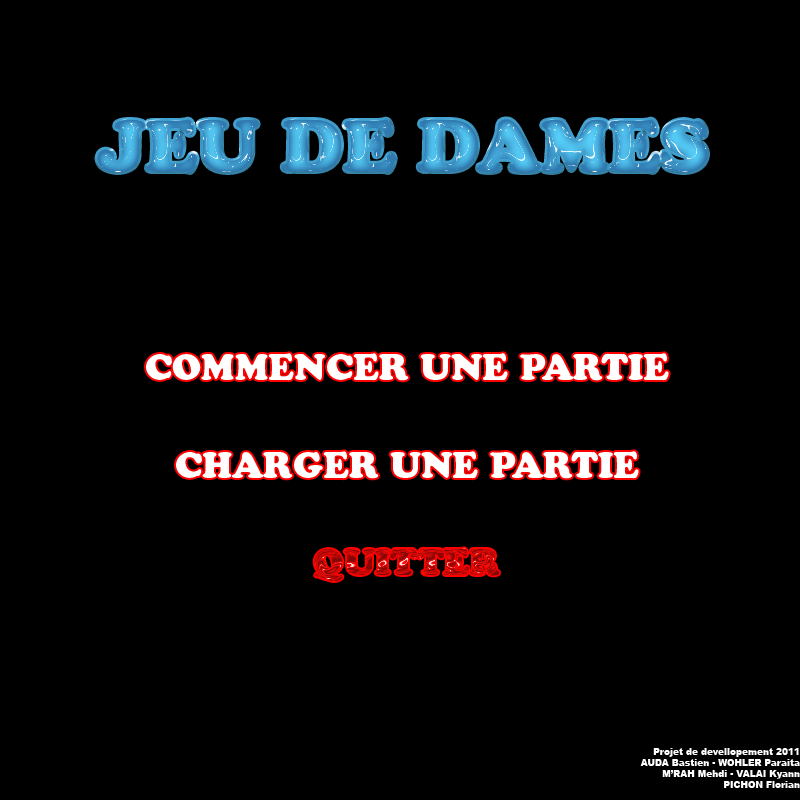 JEU DE DAMES
COMMENCER UNE PARTIE
CHARGER UNE PARTIE
QUITTER
Projet de devellopement 2011
AUDA Bastien - WOHLER Paraita
M'RAH Mehdi - VALAI Kyann
PICHON Florian